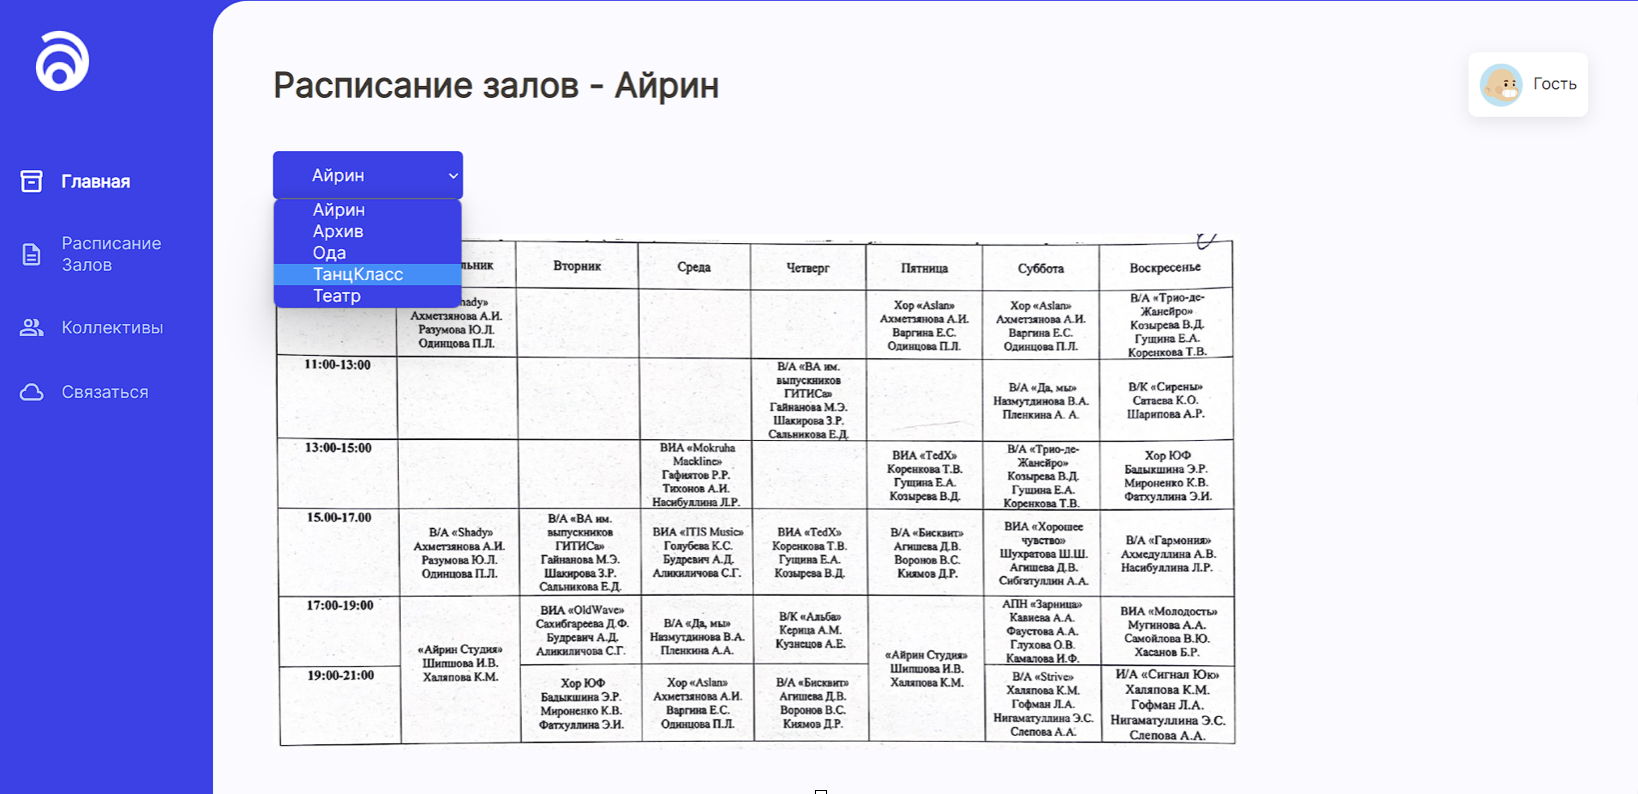 Расписание залов - Айрин
Гость
Главная
Расписание
Залов
Коллективы
Связаться
Айрин
Айрин
Архив
Ода
ТанцКласс
Театр
Вторник
Среда
Четверг
Пятница
Суббота
Воскресенье
Ахметзянова А.И.
Разумова Ю.Л.
Одинцова П.Л.
Хор «Aslan»
Ахметзянова А.И.
Варгина Е.С.
Одинцова П.Л.
Хор «Aslan»
Ахметзянова А.И.
Варгина Е.С.
Одинцова П.Л.
В/А «Трио-де-
Жанейро»
Козырева В.Д.
Гущина Е.А.
Коренкова Т.В.
11:00-13:00
В/А «ВА им.
выпускников
ГИТИСа»
Гайнанова М.Э.
Шакирова З.Р.
Сальникова Е.Д.
В/А «Да, мы»
Назмутдинова В.А.
Пленкина А. А.
В/К «Сирены»
Сатаева К.О.
Шарипова А.Р.
13:00-15:00
ВИА «Mokruha
Mackline»
Гафиятов Р.Р.
Тихонов А.И.
Насибуллина Л.Р.
ВИА «TedX»
Коренкова Т.В.
Гущина Е.А.
Козырева В.Д.
В/А «Трио-де-
Жанейро»
Козырева В.Д.
Гущина Е.А.
Коренкова Т.В.
Хор ЮФ
Бадыкшина Э.Р.
Мироненко К.В.
Фатхуллина Э.И.
15.00-17.00
В/А «Shady»
Ахметзянова А.И.
Разумова Ю.Л.
Одинцова П.Л.
В/А «ВА им.
выпускников
ГИТИСа»
Гайнанова М.Э.
Шакирова З.Р.
Сальникова Е.Д.
ВИА «ITIS Music»
Голубева К.С.
Будревич А.Д.
Аликиличова С.Г.
ВИА «TedX»
Коренкова Т.В.
Гущина Е.А.
Козырева В.Д.
В/А «Бисквит»
Агишева Д.В.
Воронов В.С.
Киямов Д.Р.
ВИА «Хорошее
чувство»
Шухратова Ш.Ш.
Агишева Д.В.
Сибгатуллин А.А.
В/А «Гармония»
Ахмедуллина А.В.
Насибуллина Л.Р.
17:00-19:00
«Айрин Студия»
Шипшова И.В.
Халяпова К.М.
ВИА «OldWave»
Сахибгареева Д.Ф.
Будревич А.Д.
Аликиличова С.Г.
В/А «Да, мы»
Назмутдинова В.А.
Пленкина А.А.
В/К «Альба»
Керица А.М.
Кузнецов А.Е.
«Айрин Студия»
Шипшова И.В.
Халяпова К.М.
АПН «Зарница»
Кавиева А.А.
Фаустова А.А.
Глухова О.В.
Камалова И.Ф.
ВИА «Молодость»
Мугинова А.А.
Самойлова В.Ю.
Хасанов Б.Р.
19:00-21:00
Хор ЮФ
Бадыкшина Э.Р.
Мироненко К.В.
Фатхуллина Э.И.
Хор «Aslan»
Ахметзянова А.И.
Варгина Е.С.
Одинцова П.Л.
В/А «Бисквит»
Агишева Д.В.
Воронов В.С.
Киямов Д.Р.
В/А «Strive»
Халяпова К.М.
Гофман Л.А.
Нигаматуллина Э.С.
Слепова А.А.
И/А «Сигнал Юк»
Халяпова К.М.
Гофман Л.А.
Нигаматуллина Э.С.
Слепова А.А.